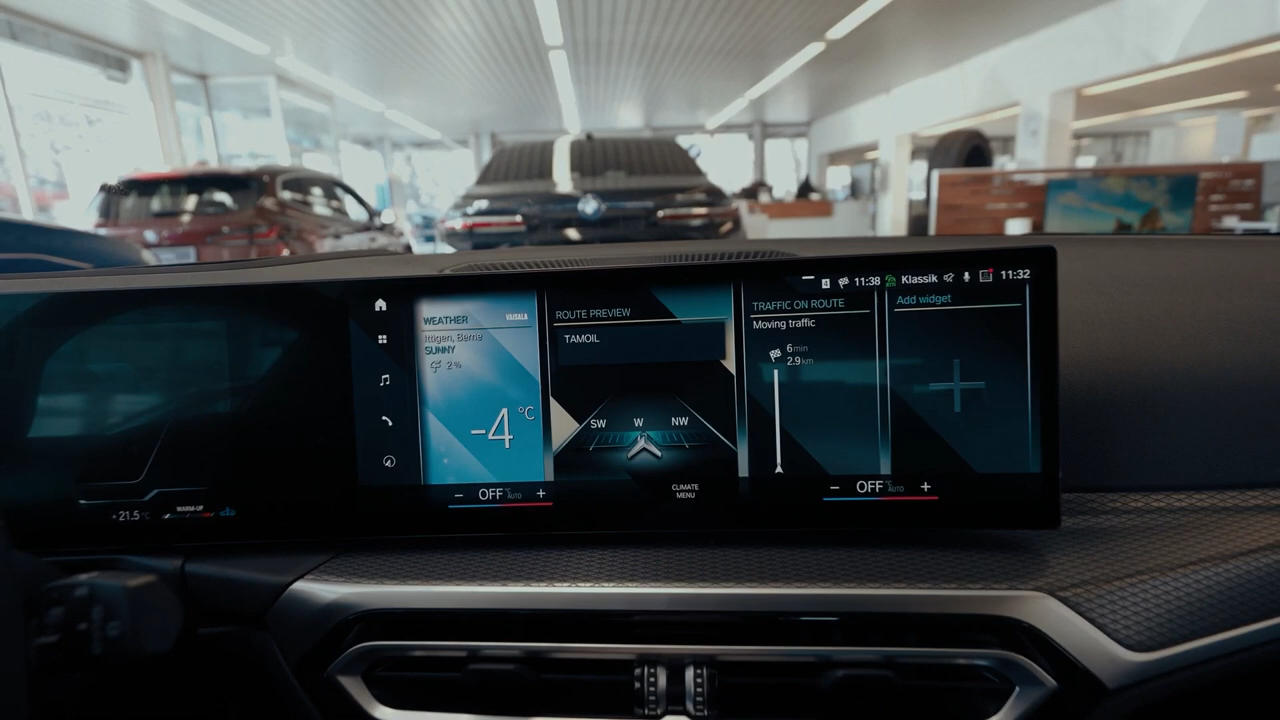 4 11:38 Klassik 11:32
WEATHER VAISALA
Ittigen, Berne
SUNNY
2%
-4 °C
ROUTE PREVIEW
TAMOIL
SW W NW
TRAFFIC ON ROUTE
Moving traffic
6 min
2.9 km
Add widget
- OFF °C AUTO +
CLIMATE
MENU
- OFF °C AUTO +
+21.5 °C
WARM-UP